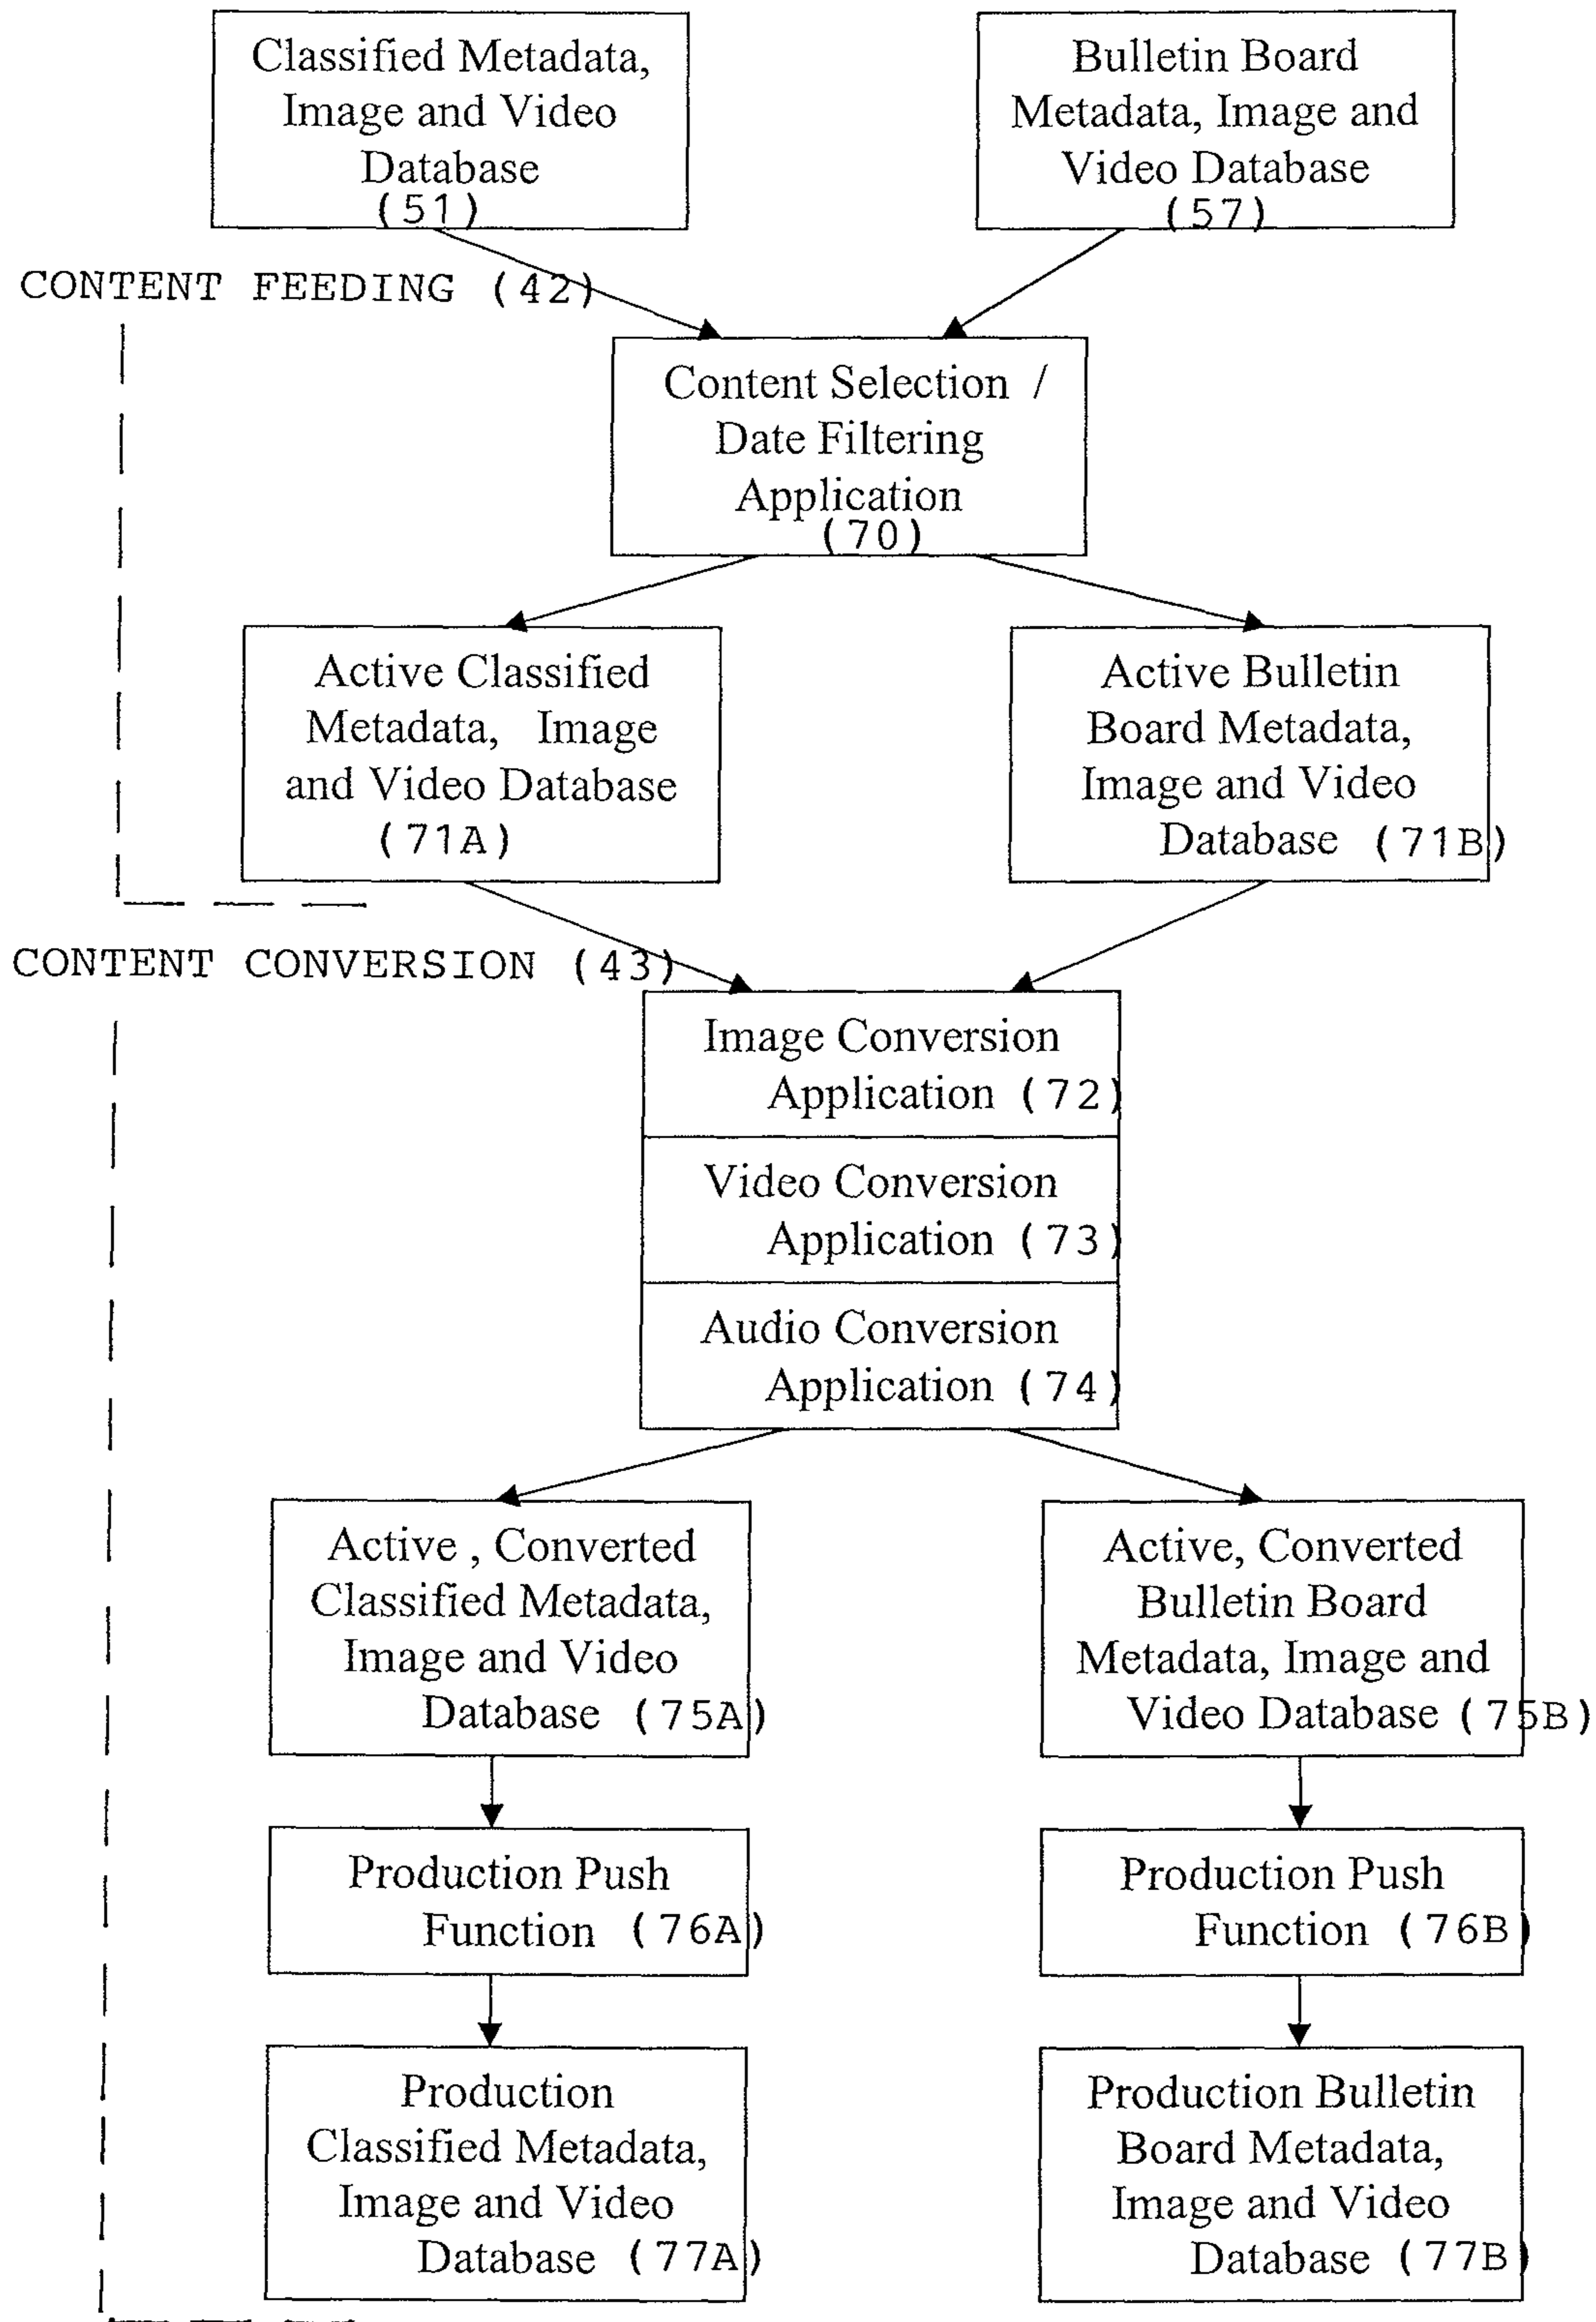 Classified Metadata,
Image and Video
Database
(51)
Bulletin Board
Metadata, Image and
Video Database
(57)
CONTENT FEEDING (42)
Content Selection /
Date Filtering
Application
(70)
Active Classified
Metadata, Image
and Video Database
(71A)
Active Bulletin
Board Metadata,
Image and Video
Database (71B)
CONTENT CONVERSION (43)
Image Conversion
Application (72)
Video Conversion
Application (73)
Audio Conversion
Application (74)
Active , Converted
Classified Metadata,
Image and Video
Database (75A)
Active, Converted
Bulletin Board
Metadata, Image and
Video Database (75B)
Production Push
Function (76A)
Production Push
Function (76B)
Production
Classified Metadata,
Image and Video
Database (77A)
Production Bulletin
Board Metadata,
Image and Video
Database (77B)